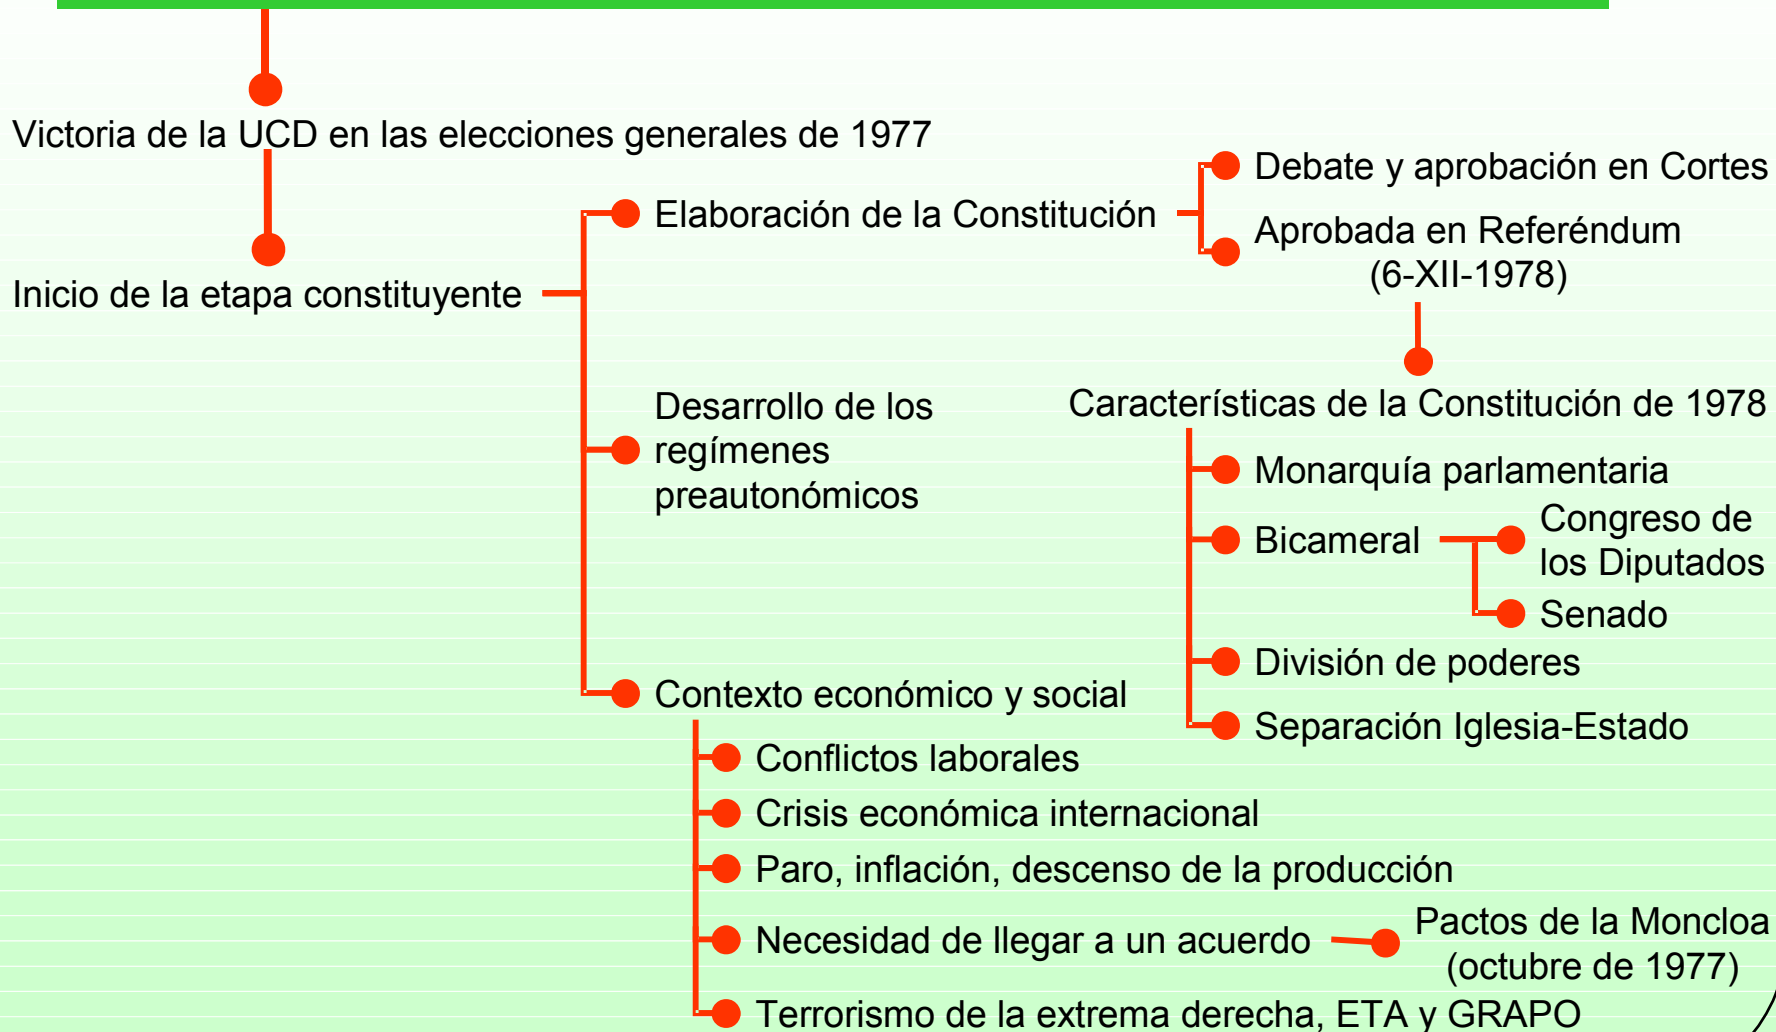 Victoria de la UCD en las elecciones generales de 1977
Inicio de la etapa constituyente
Elaboración de la Constitución
Debate y aprobación en Cortes
Aprobada en Referéndum
(6-XII-1978)
Características de la Constitución de 1978
Monarquía parlamentaria
Bicameral
Congreso de
los Diputados
Senado
División de poderes
Separación Iglesia-Estado
Desarrollo de los
regímenes
preautonómicos
Contexto económico y social
Conflictos laborales
Crisis económica internacional
Paro, inflación, descenso de la producción
Necesidad de llegar a un acuerdo
Pactos de la Moncloa
(octubre de 1977)
Terrorismo de la extrema derecha, ETA y GRAPO